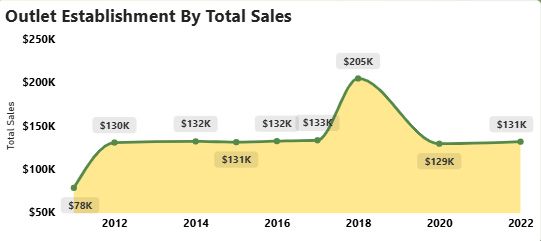 Outlet Establishment By Total Sales
$250K
$200K
$150K
$100K
$50K
Total Sales
$78K
$130K
$132K
$131K
$132K
$133K
$205K
$129K
$131K
2012
2014
2016
2018
2020
2022